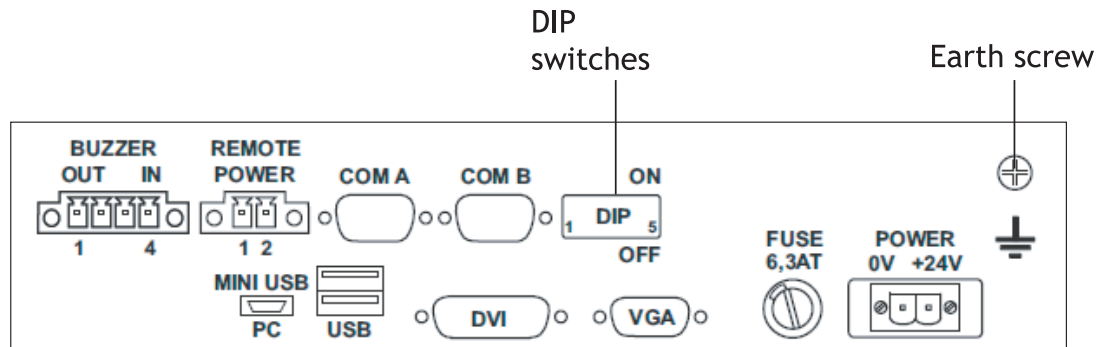 DIP
switches
Earth screw
BUZZER
OUT IN
1 4
REMOTE
POWER
1 2
COM A
COM B
ON
1 DIP 5
OFF
MINI USB
PC
USB
DVI
VGA
FUSE
6,3AT
POWER
0V +24V